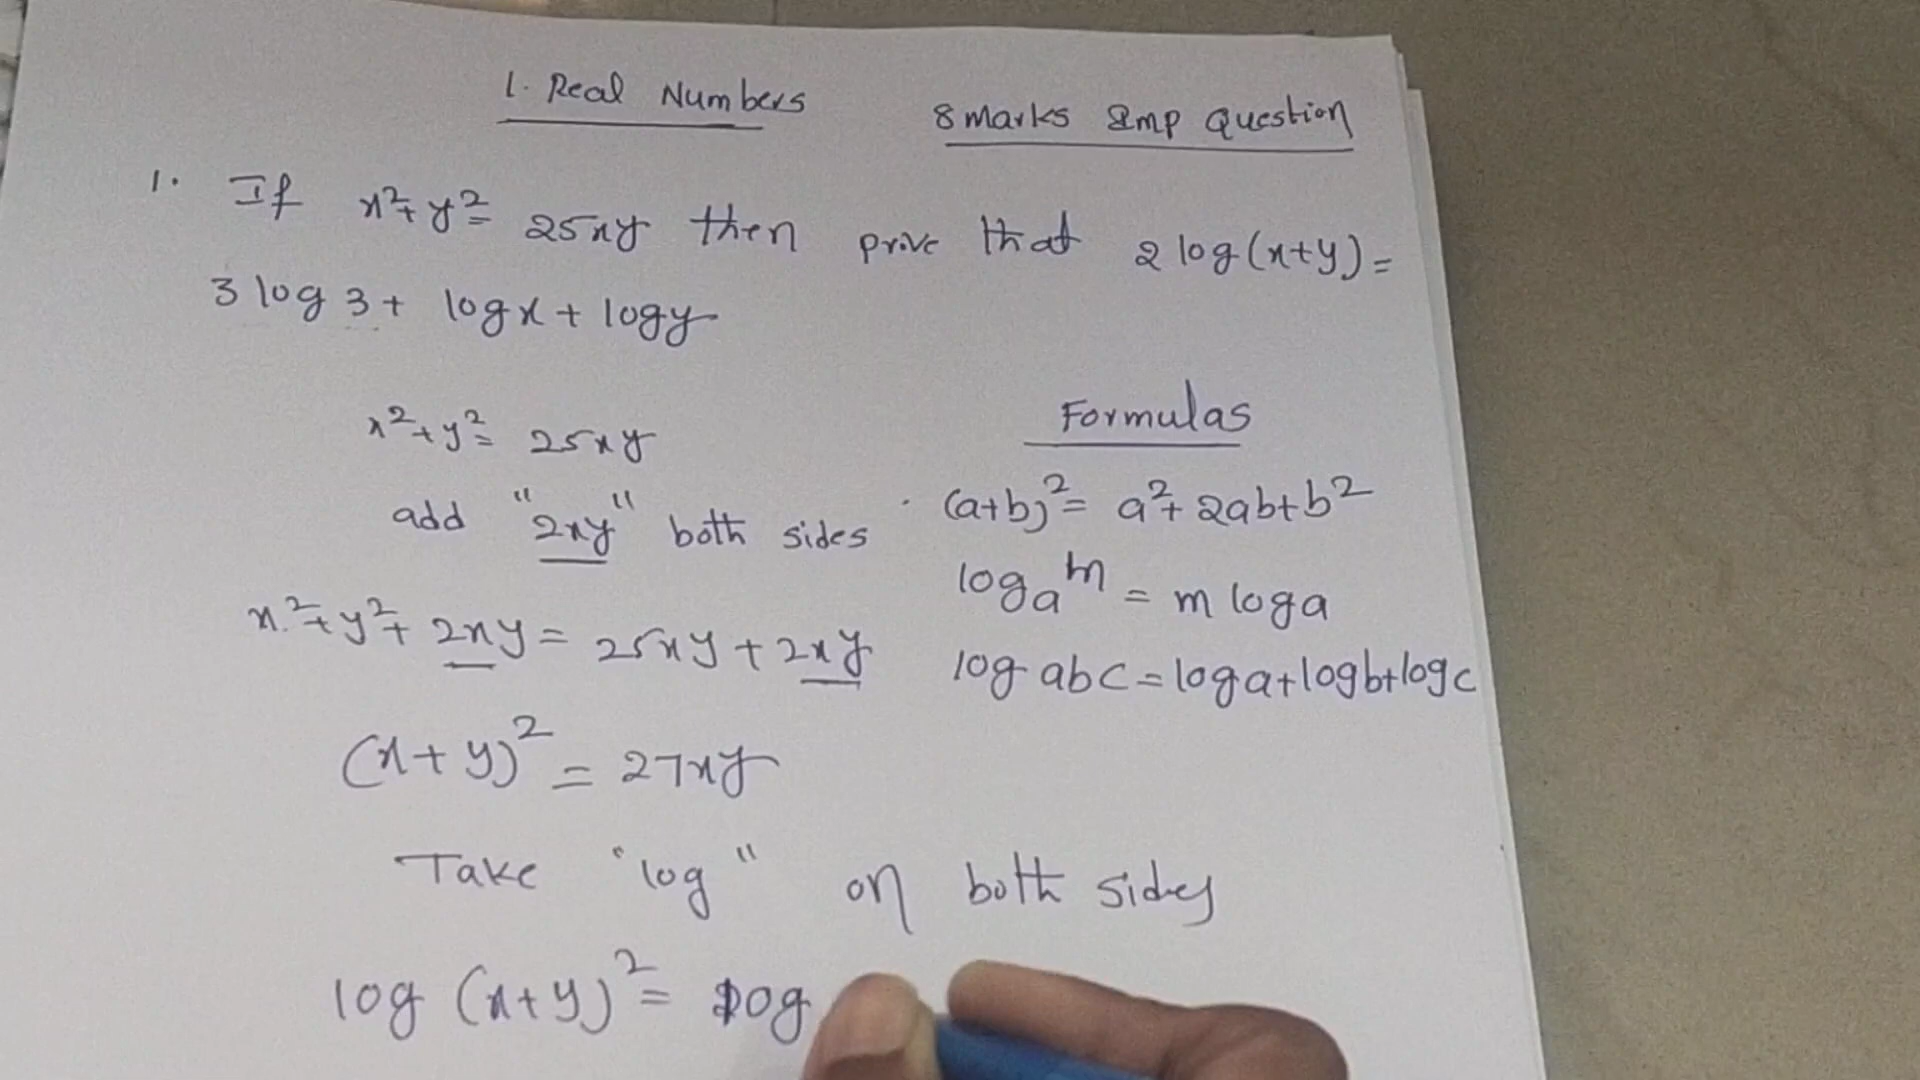 1. Real Numbers
8 Marks Imp Question
1. If x²+y²= 25xy then prove that 2 log(x+y)=
3 log 3 + log x + log y
x²+y²= 25xy
add "2xy" both sides
x²+y²+ 2xy = 25xy + 2xy
(x+y)² = 27xy
Take "log" on both sides
log (x+y)² = log
Formulas
(a+b)²= a²+2ab+b²
log a^m = m log a
log abc = log a+log b+log c